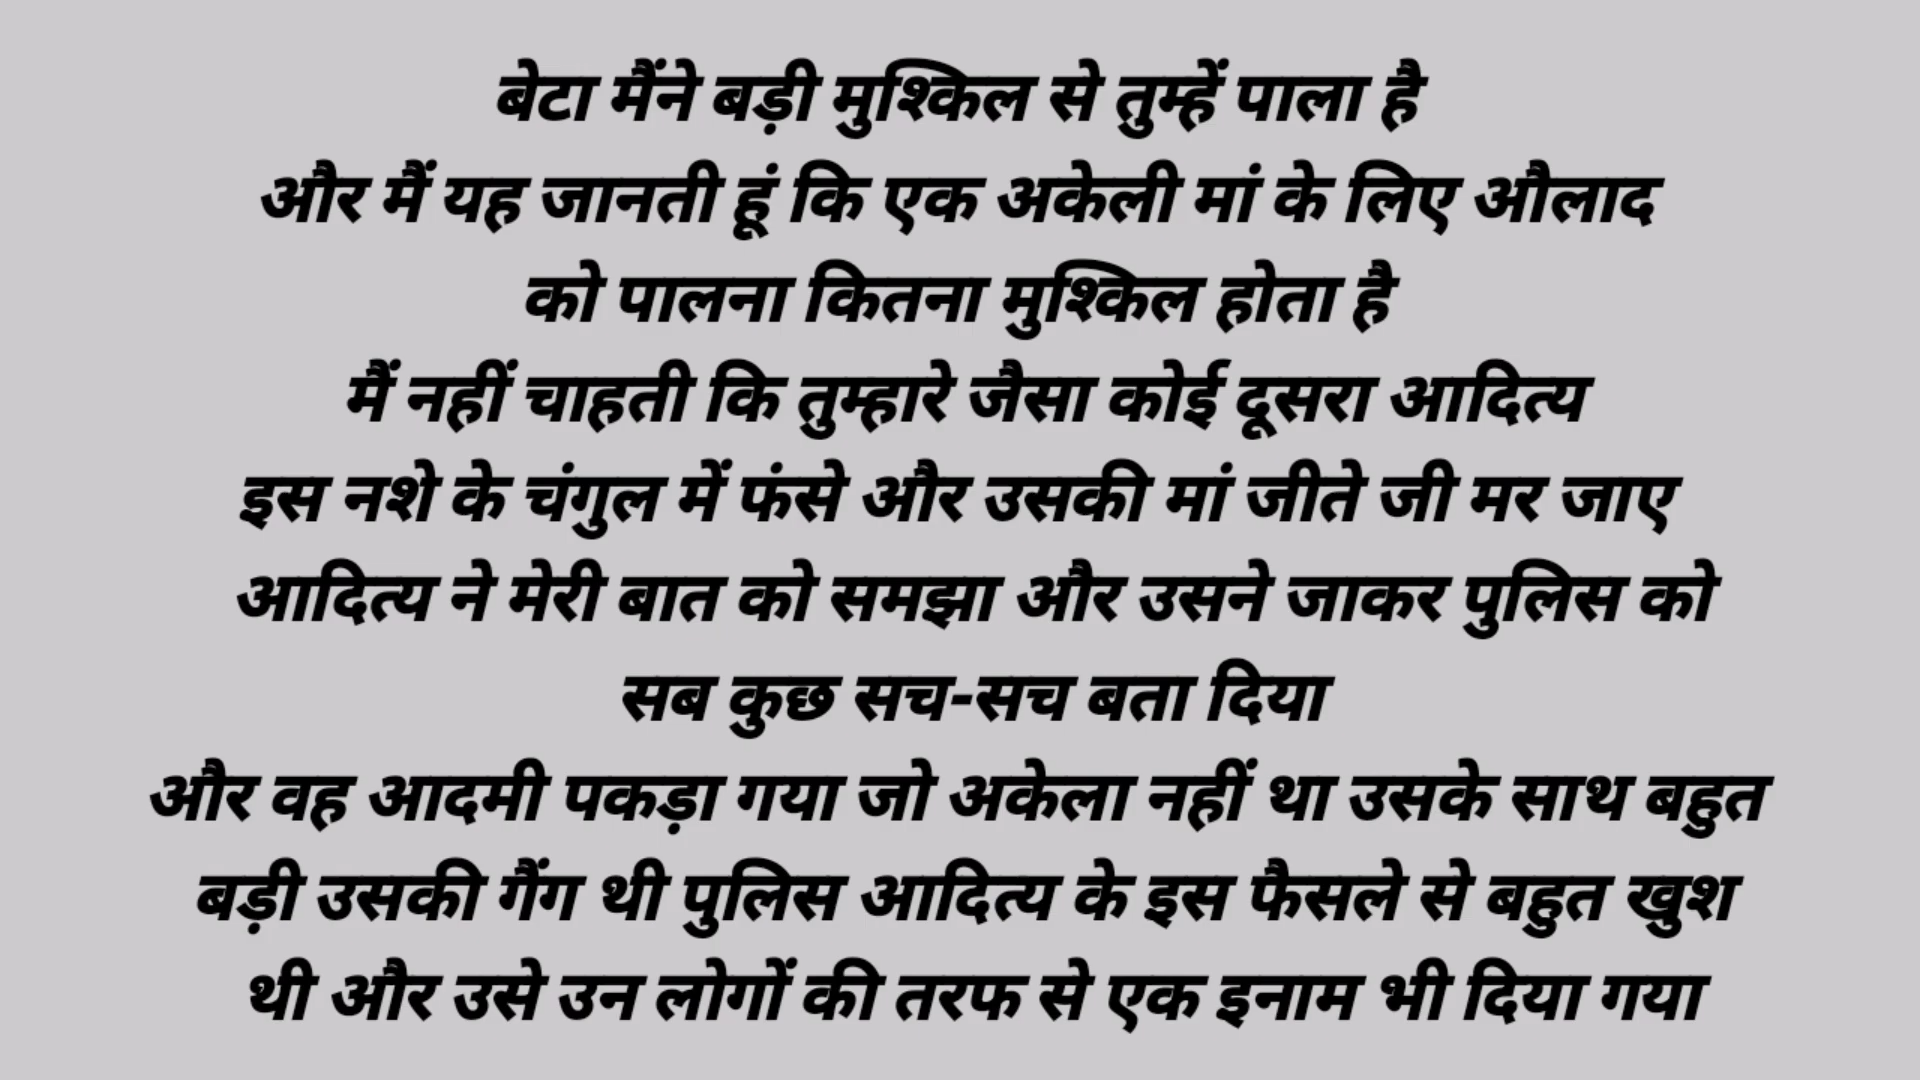 बेटा मैंने बड़ी मुश्किल से तुम्हें पाला है
और मैं यह जानती हूं कि एक अकेली मां के लिए औलाद
को पालना कितना मुश्किल होता है
मैं नहीं चाहती कि तुम्हारे जैसा कोई दूसरा आदित्य
इस नशे के चंगुल में फंसे और उसकी मां जीते जी मर जाए
आदित्य ने मेरी बात को समझा और उसने जाकर पुलिस को
सब कुछ सच-सच बता दिया
और वह आदमी पकड़ा गया जो अकेला नहीं था उसके साथ बहुत
बड़ी उसकी गैंग थी पुलिस आदित्य के इस फैसले से बहुत खुश
थी और उसे उन लोगों की तरफ से एक इनाम भी दिया गया